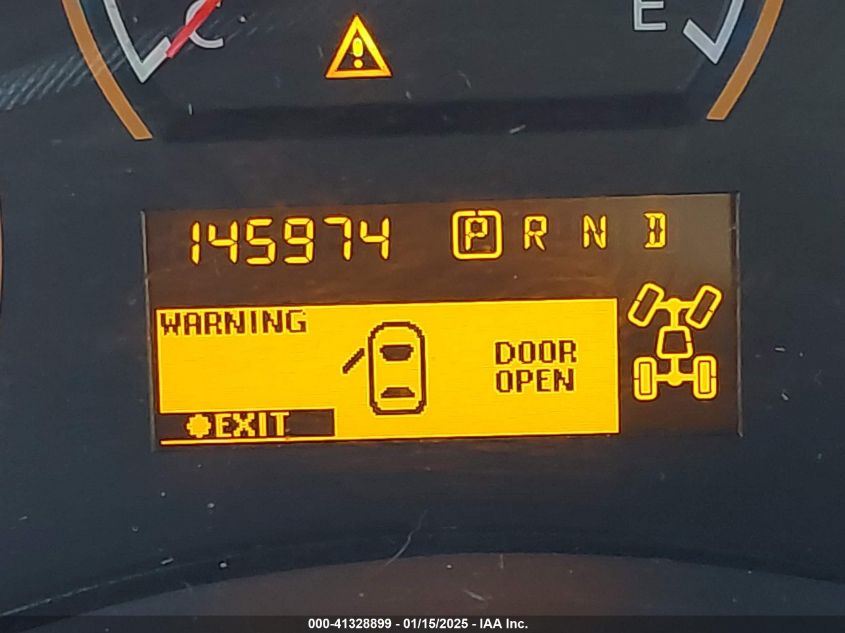 C E
145974 P R N D
WARNING
DOOR
OPEN
EXIT
000-41328899 - 01/15/2025 - IAA Inc.